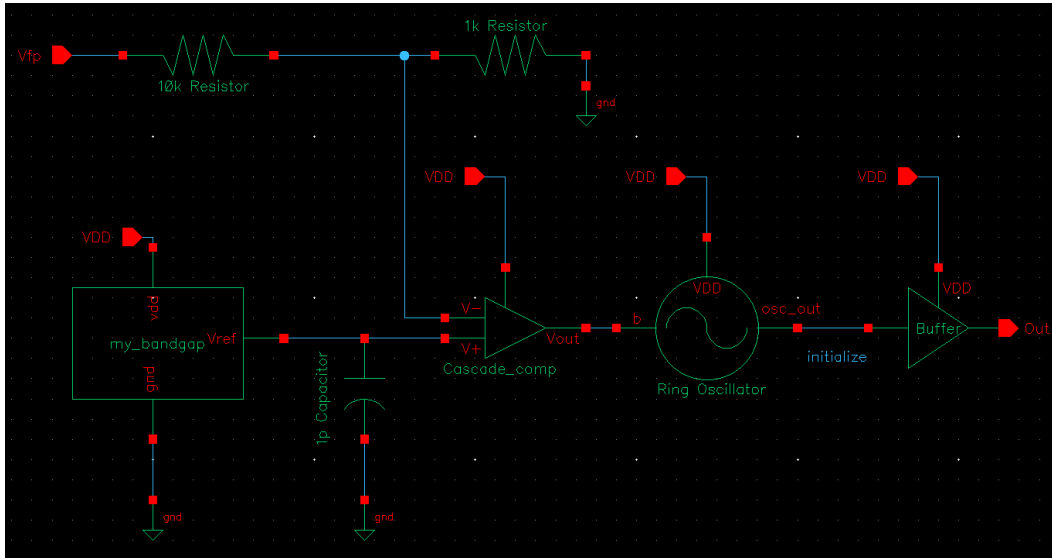 1k Resistor
Vfp
10k Resistor
gnd
VDD
VDD
VDD
VDD
vdd
VDD
VDD
osc_out
V-
b
Buffer
Out
my_bandgap
Vref
V+
Vout
initialize
gnd
Cascade_comp
Ring Oscillator
1p Capacitor
gnd
gnd